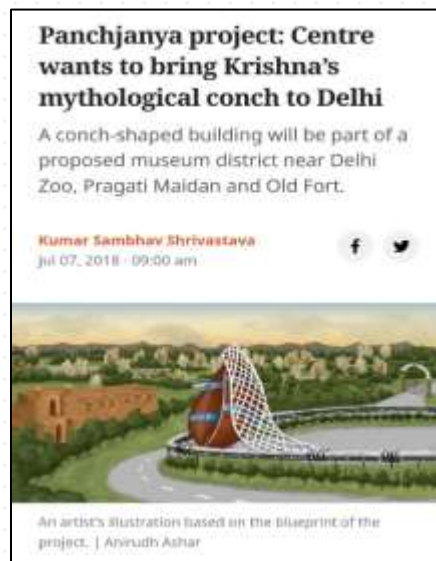 Panchjanya project: Centre
wants to bring Krishna's
mythological conch to Delhi
A conch-shaped building will be part of a
proposed museum district near Delhi
Zoo, Pragati Maidan and Old Fort.
Kumar Sambhav Shrivastava
Jul 07, 2018 · 09:00 am
An artist's illustration based on the blueprint of the
project. | Anirudh Ashar